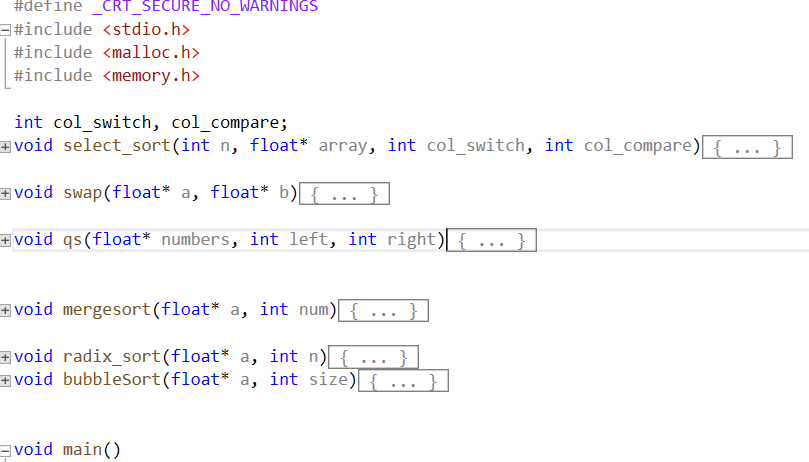 #define _CRT_SECURE_NO_WARNINGS
#include <stdio.h>
#include <malloc.h>
#include <memory.h>
int col_switch, col_compare;
void select_sort(int n, float* array, int col_switch, int col_compare){ ... }
void swap(float* a, float* b){ ... }
void qs(float* numbers, int left, int right){ ... }
void mergesort(float* a, int num){ ... }
void radix_sort(float* a, int n){ ... }
void bubbleSort(float* a, int size){ ... }
void main()